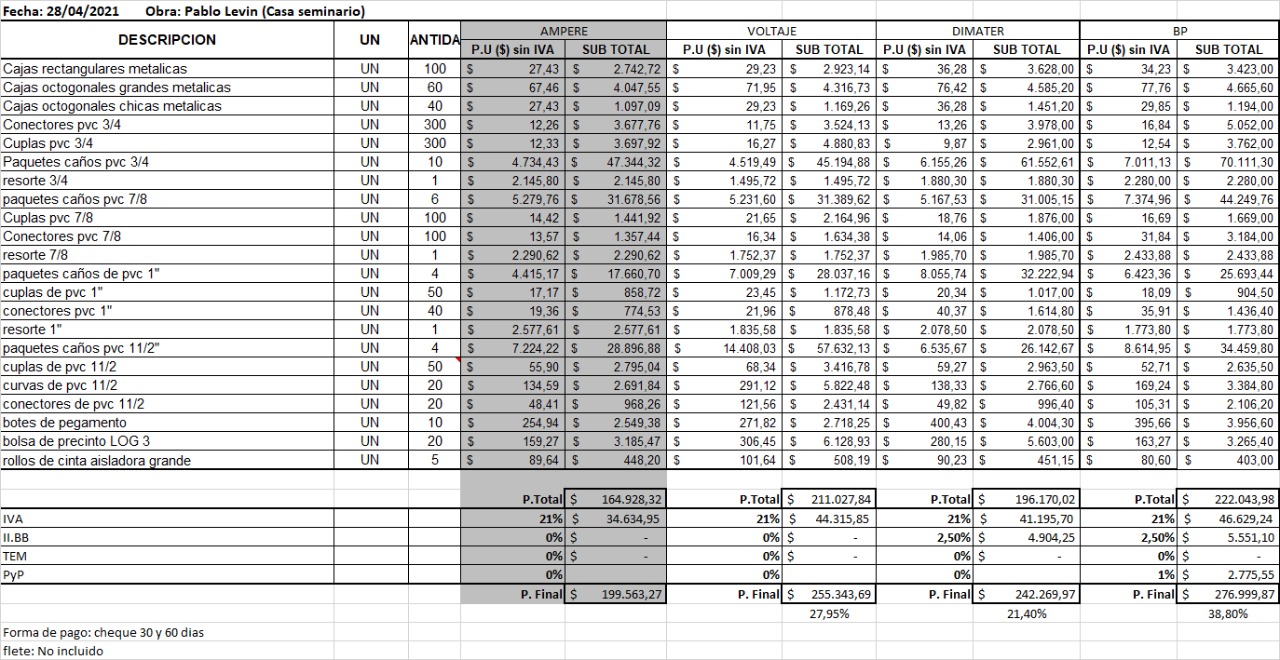 Fecha: 28/04/2021 Obra: Pablo Levin (Casa seminario)
DESCRIPCION UN ANTIDA AMPERE VOLTAJE DIMATER BP
P.U ($) sin IVA SUB TOTAL P.U ($) sin IVA SUB TOTAL P.U ($) sin IVA SUB TOTAL P.U ($) sin IVA SUB TOTAL
Cajas rectangulares metalicas UN 100 $ 27,43 $ 2.742,72 $ 29,23 $ 2.923,14 $ 36,28 $ 3.628,00 $ 34,23 $ 3.423,00
Cajas octogonales grandes metalicas UN 60 $ 67,46 $ 4.047,55 $ 71,95 $ 4.316,73 $ 76,42 $ 4.585,20 $ 77,76 $ 4.665,60
Cajas octogonales chicas metalicas UN 40 $ 27,43 $ 1.097,09 $ 29,23 $ 1.169,26 $ 36,28 $ 1.451,20 $ 29,85 $ 1.194,00
Conectores pvc 3/4 UN 300 $ 12,26 $ 3.677,76 $ 11,75 $ 3.524,13 $ 13,26 $ 3.978,00 $ 16,84 $ 5.052,00
Cuplas pvc 3/4 UN 300 $ 12,33 $ 3.697,92 $ 16,27 $ 4.880,83 $ 9,87 $ 2.961,00 $ 12,54 $ 3.762,00
Paquetes caños pvc 3/4 UN 10 $ 4.734,43 $ 47.344,32 $ 4.519,49 $ 45.194,88 $ 6.155,26 $ 61.552,61 $ 7.011,13 $ 70.111,30
resorte 3/4 UN 1 $ 2.145,80 $ 2.145,80 $ 1.495,72 $ 1.495,72 $ 1.880,30 $ 1.880,30 $ 2.280,00 $ 2.280,00
paquetes caños pvc 7/8 UN 6 $ 5.279,76 $ 31.678,56 $ 5.231,60 $ 31.389,62 $ 5.167,53 $ 31.005,15 $ 7.374,96 $ 44.249,76
Cuplas pvc 7/8 UN 100 $ 14,42 $ 1.441,92 $ 21,65 $ 2.164,96 $ 18,76 $ 1.876,00 $ 16,69 $ 1.669,00
Conectores pvc 7/8 UN 100 $ 13,57 $ 1.357,44 $ 16,34 $ 1.634,38 $ 14,06 $ 1.406,00 $ 31,84 $ 3.184,00
resorte 7/8 UN 1 $ 2.290,62 $ 2.290,62 $ 1.752,37 $ 1.752,37 $ 1.985,70 $ 1.985,70 $ 2.433,88 $ 2.433,88
paquetes caños de pvc 1" UN 4 $ 4.415,17 $ 17.660,70 $ 7.009,29 $ 28.037,16 $ 8.055,74 $ 32.222,94 $ 6.423,36 $ 25.693,44
cuplas de pvc 1" UN 50 $ 17,17 $ 858,72 $ 23,45 $ 1.172,73 $ 20,34 $ 1.017,00 $ 18,09 $ 904,50
conectores pvc 1" UN 40 $ 19,36 $ 774,53 $ 21,96 $ 878,48 $ 40,37 $ 1.614,80 $ 35,91 $ 1.436,40
resorte 1" UN 1 $ 2.577,61 $ 2.577,61 $ 1.835,58 $ 1.835,58 $ 2.078,50 $ 2.078,50 $ 1.773,80 $ 1.773,80
paquetes caños pvc 11/2" UN 4 $ 7.224,22 $ 28.896,88 $ 14.408,03 $ 57.632,13 $ 6.535,67 $ 26.142,67 $ 8.614,95 $ 34.459,80
cuplas de pvc 11/2 UN 50 $ 55,90 $ 2.795,04 $ 68,34 $ 3.416,78 $ 59,27 $ 2.963,50 $ 52,71 $ 2.635,50
curvas de pvc 11/2 UN 20 $ 134,59 $ 2.691,84 $ 291,12 $ 5.822,48 $ 138,33 $ 2.766,60 $ 169,24 $ 3.384,80
conectores de pvc 11/2 UN 20 $ 48,41 $ 968,26 $ 121,56 $ 2.431,14 $ 49,82 $ 996,40 $ 105,31 $ 2.106,20
botes de pegamento UN 10 $ 254,94 $ 2.549,38 $ 271,82 $ 2.718,25 $ 400,43 $ 4.004,30 $ 395,66 $ 3.956,60
bolsa de precinto LOG 3 UN 20 $ 159,27 $ 3.185,47 $ 306,45 $ 6.128,93 $ 280,15 $ 5.603,00 $ 163,27 $ 3.265,40
rollos de cinta aisladora grande UN 5 $ 89,64 $ 448,20 $ 101,64 $ 508,19 $ 90,23 $ 451,15 $ 80,60 $ 403,00
P.Total $ 164.928,32 P.Total $ 211.027,84 P.Total $ 196.170,02 P.Total $ 222.043,98
IVA 21% $ 34.634,95 21% $ 44.315,85 21% $ 41.195,70 21% $ 46.629,24
II.BB 0% $ - 0% $ - 2,50% $ 4.904,25 2,50% $ 5.551,10
TEM 0% $ - 0% $ - 0% $ - 0% $ -
PyP 0% 0% 0% 1% $ 2.775,55
P. Final $ 199.563,27 P. Final $ 255.343,69 P. Final $ 242.269,97 P. Final $ 276.999,87
27,95% 21,40% 38,80%
Forma de pago: cheque 30 y 60 dias
flete: No incluido